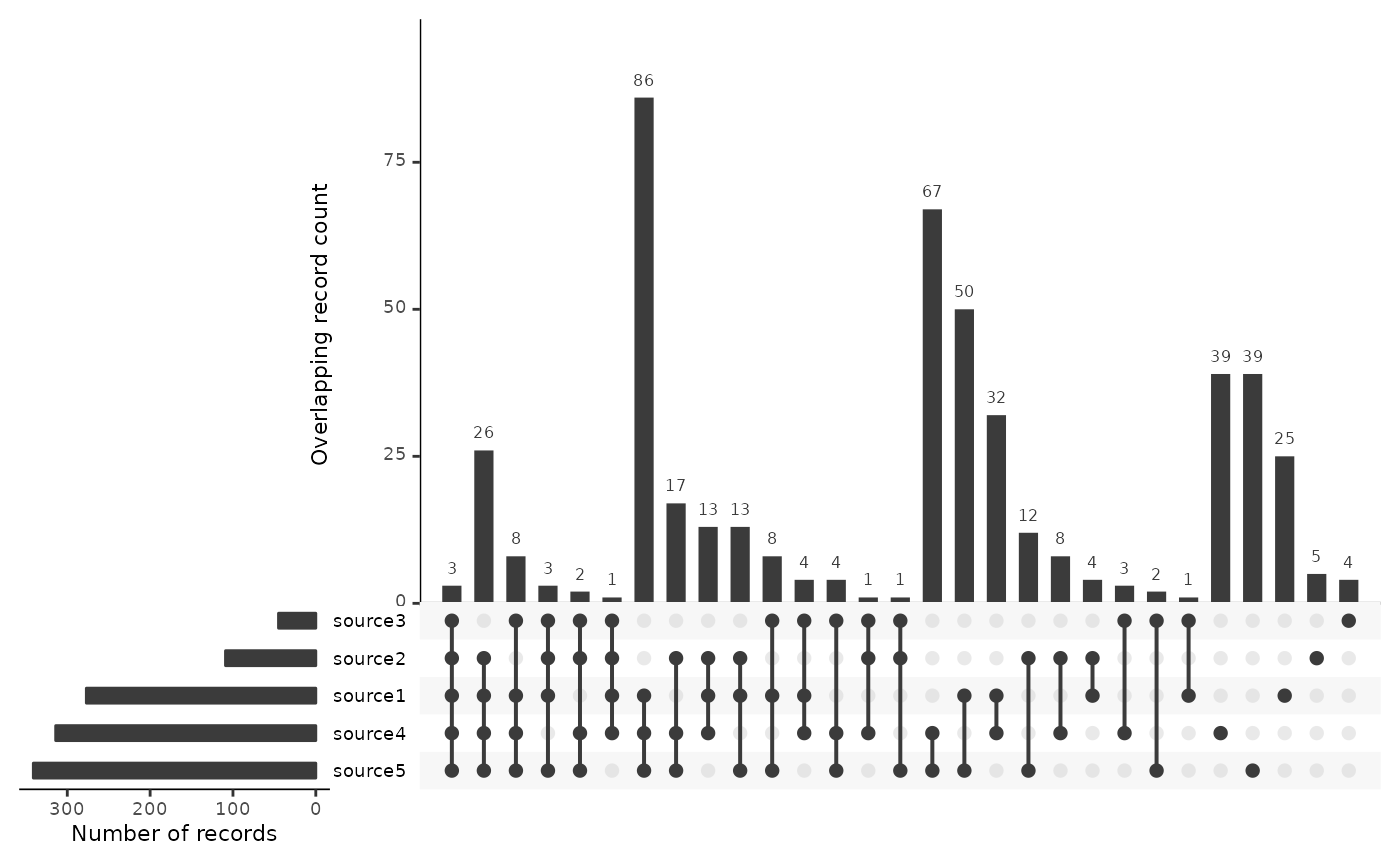 Overlapping record count
75
50
25
0
3 26 8 3 2 1 86 17 13 13 8 4 4 1 1 67 50 32 12 8 4 3 2 1 39 39 25 5 4
source3
source2
source1
source4
source5
300 200 100 0
Number of records